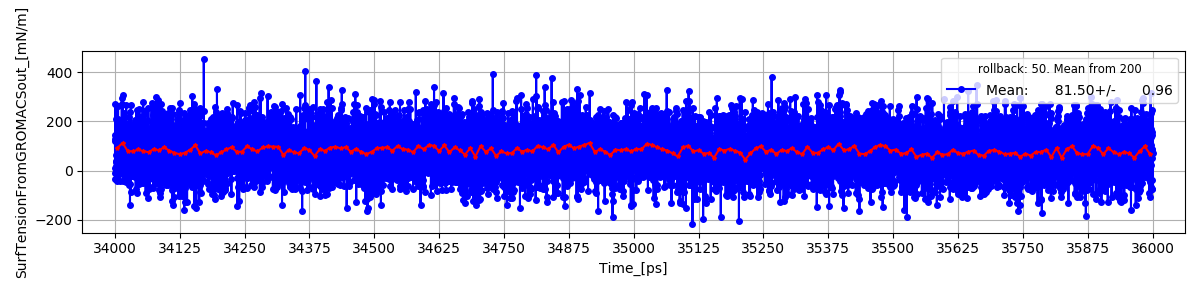 SurfTensionFromGROMACSout_[mN/m]
400
200
0
−200
rollback: 50. Mean from 200
Mean: 81.50+/- 0.96
34000 34125 34250 34375 34500 34625 34750 34875 35000 35125 35250 35375 35500 35625 35750 35875 36000
Time_[ps]